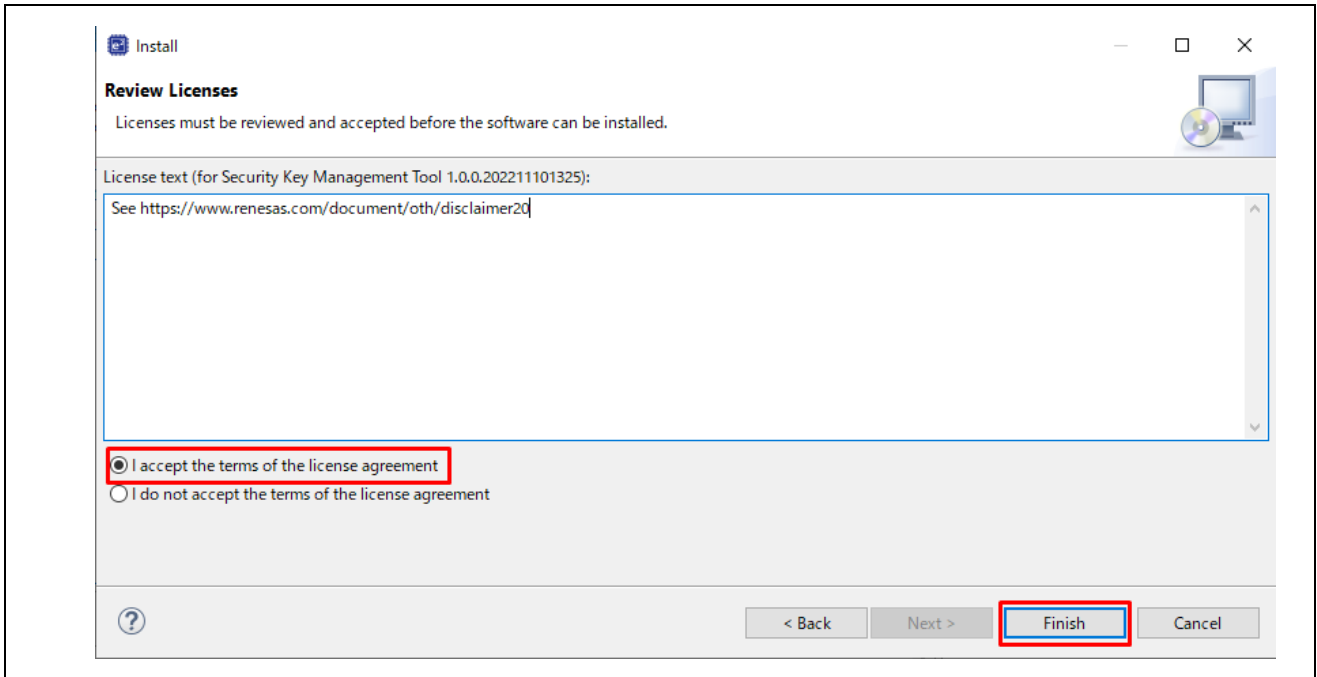 Install
Review Licenses
Licenses must be reviewed and accepted before the software can be installed.
License text (for Security Key Management Tool 1.0.0.202211101325):
See https://www.renesas.com/document/oth/disclaimer20
I accept the terms of the license agreement
I do not accept the terms of the license agreement
? < Back Next > Finish Cancel